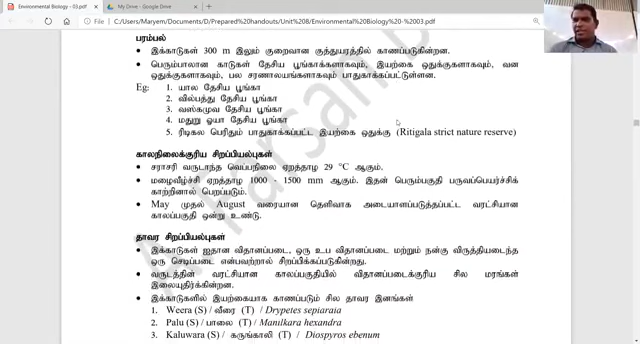 Environmental Biology - 03.pdf
My Drive - Google Drive
File | C:/Users/Maryem/Documents/D/Prepared%20handouts/Unit%208/Environmental%20Biology%20-%2003.pdf
பரம்பல்
• இக்காடுகள் 300 m இலும் குறைவான குத்துயரத்தில் காணப்படுகின்றன.
• பெரும்பாலான காடுகள் தேசிய பூங்காக்களாகவும், இயற்கை ஒதுக்குகளாகவும், வன
ஒதுக்குகளாகவும், பல சரணாலயங்களாகவும் பாதுகாக்கப்பட்டுள்ளன.
Eg: 1. யால தேசிய பூங்கா
2. வில்பத்து தேசிய பூங்கா
3. வஸ்கமுவ தேசிய பூங்கா
4. மதுறு ஓயா தேசிய பூங்கா
5. ரிடிகல பெரிதும் பாதுகாக்கப்பட்ட இயற்கை ஒதுக்கு (Ritigala strict nature reserve)
காலநிலைக்குரிய சிறப்பியல்புகள்
• சராசரி வருடாந்த வெப்பநிலை ஏறத்தாழ 29 °C ஆகும்.
• மழைவீழ்ச்சி ஏறத்தாழ 1000 - 1500 mm ஆகும். இதன் பெரும்பகுதி பருவப்பெயர்ச்சிக்
காற்றினால் பெறப்படும்.
• May முதல் August வரையான தெளிவாக அடையாளப்படுத்தப்பட்ட வரட்சியான
காலப்பகுதி ஒன்று உண்டு.
தாவர சிறப்பியல்புகள்
• இக்காடுகள் ஐதான விதானப்படை, ஒரு உப விதானப்படை மற்றும் நன்கு விருத்தியடைந்த
ஒரு செடிப்படை என்பவற்றால் சிறப்பிக்கப்படுகின்றது.
• வருடத்தின் வரட்சியான காலப்பகுதியில் விதானப்படைக்குரிய சில மரங்கள்
இலையுதிர்க்கின்றன.
• இக்காடுகளில் இயற்கையாக காணப்படும் சில தாவர இனங்கள்
1. Weera (S) / வீரை (T) / Drypetes sepiaraia
2. Palu (S) / பாலை (T) / Manilkara hexandra
3. Kaluwara (S) / கருங்காலி (T) / Diospyros ebenum